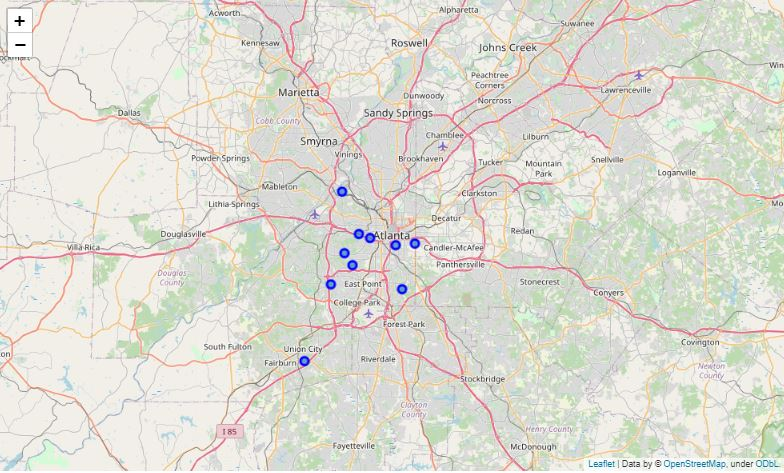 Alpharetta
Acworth
Suwanee
+
−
Kennesaw
Roswell
Johns Creek
Peachtree
Corners
Marietta
Dunwoody
Norcross
Lawrenceville
Dallas
Sandy Springs
Cobb County
Chamblee
Lilburn
Smyrna
Vinings
Brookhaven
Tucker
Mountain
Park
Snellville
Powder Springs
Loganville
Mableton
Clarkston
Lithia-Springs
Decatur
Redan
Douglasville
Atlanta
Villa Rica
Candler-McAfee
Panthersville
Douglas
County
East Point
Stonecrest
Conyers
College Park
Forest-Park
Covington
South Fulton
Union City
Fairburn
Riverdale
Newton
County
Stockbridge
Clayton
County
I 85
Henry County
Fayetteville
McDonough
Leaflet | Data by © OpenStreetMap, under ODbL.